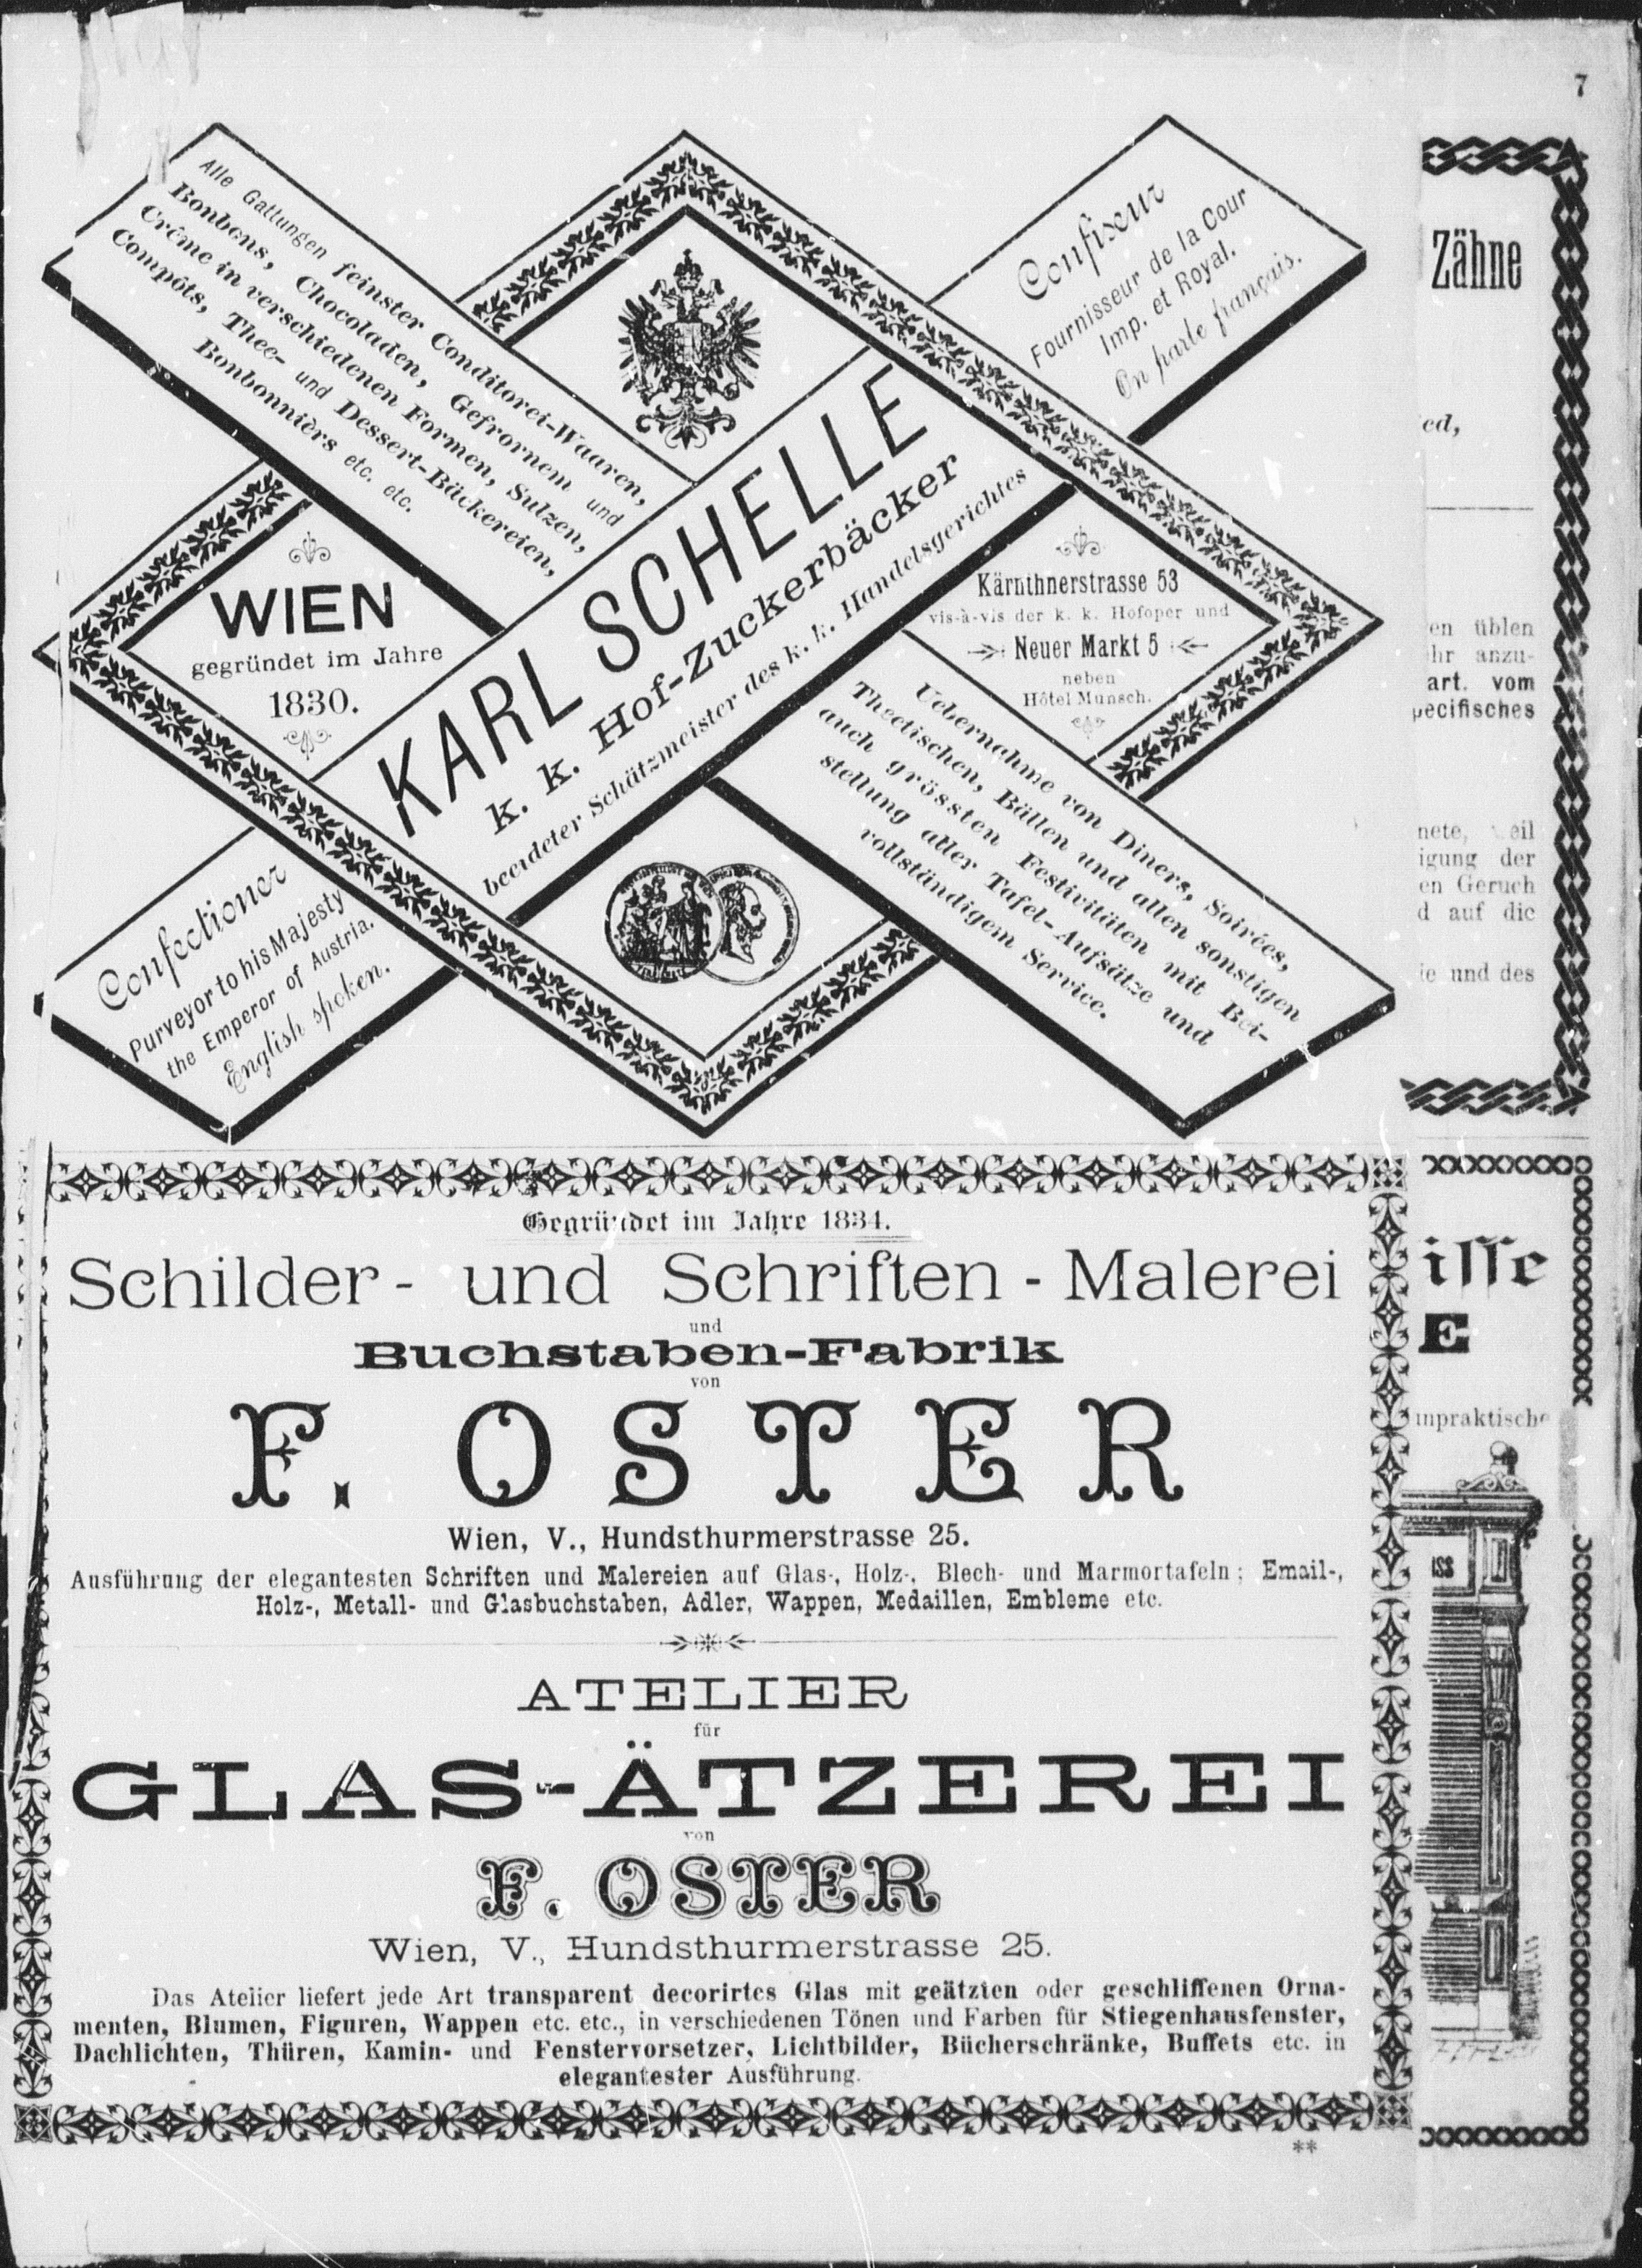 7
Alle Gattungen feinster Conditorei-Waaren,
Bonbons, Chocoladen, Gefrornem und
Crême in verschiedenen Formen, Sulzen,
Compôts, Thee- und Dessert-Bäckereien,
Bonbonnièrs etc. etc.
Confiseur
Fournisseur de la Cour
Imp. et Royal.
On parle français.
WIEN
gegründet im Jahre
1830.
KARL SCHELLE
k. k. Hof-Zuckerbäcker
beeideter Schätzmeister des k. k. Handelsgerichtes
Kärnthnerstrasse 53
vis-à-vis der k. k. Hofoper und
Neuer Markt 5
neben
Hôtel Munsch.
Confectioner
Purveyor to his Majesty
the Emperor of Austria.
English spoken.
Uebernahme von Diners, Soirées,
Theetischen, Bällen und allen sonstigen
auch grössten Festivitäten mit Bei-
stellung aller Tafel-Aufsätze und
vollständigem Service.
Zähne
ed,
en üblen
hr anzu-
art. vom
pecifisches
nete, eil
igung der
en Geruch
d auf die
ie und des
Gegründet im Jahre 1834.
Schilder- und Schriften-Malerei
und
Buchstaben-Fabrik
von
F. OSTER
Wien, V., Hundsthurmerstrasse 25.
Ausführung der elegantesten Schriften und Malereien auf Glas-, Holz-, Blech- und Marmortafeln; Email-,
Holz-, Metall- und Glasbuchstaben, Adler, Wappen, Medaillen, Embleme etc.
ATELIER
für
GLAS-ÄTZEREI
von
F. OSTER
Wien, V., Hundsthurmerstrasse 25.
Das Atelier liefert jede Art transparent decorirtes Glas mit geätzten oder geschliffenen Orna-
menten, Blumen, Figuren, Wappen etc. etc., in verschiedenen Tönen und Farben für Stiegenhausfenster,
Dachlichten, Thüren, Kamin- und Fenstervorsetzer, Lichtbilder, Bücherschränke, Buffets etc. in
elegantester Ausführung.
**
isse
E
npraktische
ISS